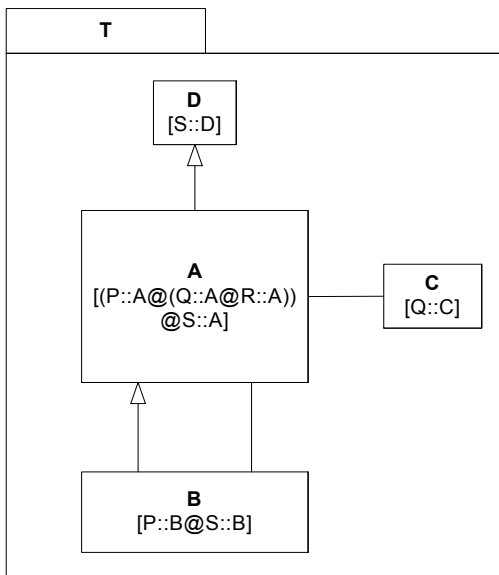 T
D
[S::D]
A
[(P::A@(Q::A@R::A))
@S::A]
C
[Q::C]
B
[P::B@S::B]